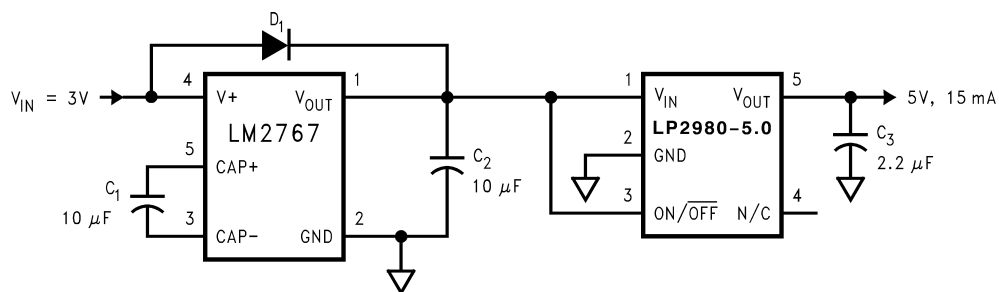 D1
VIN = 3V
4
V+
VOUT
1
LM2767
5
CAP+
C1
10 µF
3
CAP−
GND
2
C2
10 µF
1
VIN
VOUT
5
LP2980−5.0
2
GND
3
ON/OFF
N/C
4
5V, 15 mA
C3
2.2 µF